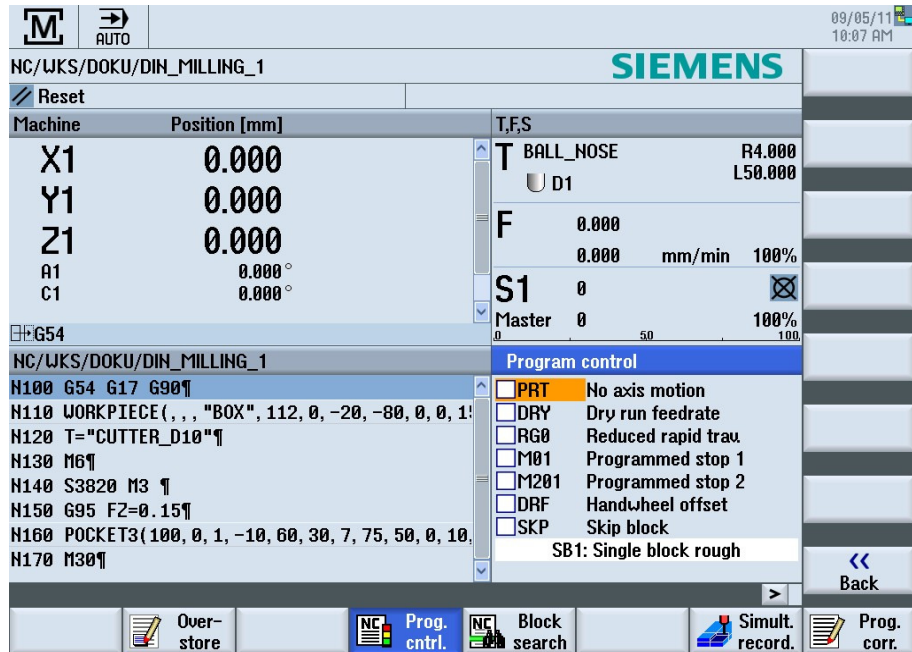 M
AUTO
09/05/11
10:07 AM
NC/WKS/DOKU/DIN_MILLING_1
SIEMENS
// Reset
Machine Position [mm]
X1 0.000
Y1 0.000
Z1 0.000
A1 0.000°
C1 0.000°
G54
T,F,S
T BALL_NOSE R4.000
D1 L50.000
F 0.000
0.000 mm/min 100%
S1 0
Master 0 100%
0 50 100
NC/WKS/DOKU/DIN_MILLING_1
N100 G54 G17 G90¶
N110 WORKPIECE(,,,"BOX",112,0,-20,-80,0,0,1
N120 T="CUTTER_D10"¶
N130 M6¶
N140 S3820 M3 ¶
N150 G95 FZ=0.15¶
N160 POCKET3(100,0,1,-10,60,30,7,75,50,0,10,
N170 M30¶
Program control
PRT No axis motion
DRY Dry run feedrate
RG0 Reduced rapid trav.
M01 Programmed stop 1
M201 Programmed stop 2
DRF Handwheel offset
SKP Skip block
SB1: Single block rough
<<
Back
>
Over-
store
NC Prog.
cntrl.
NC Block
search
Simult.
record.
Prog.
corr.